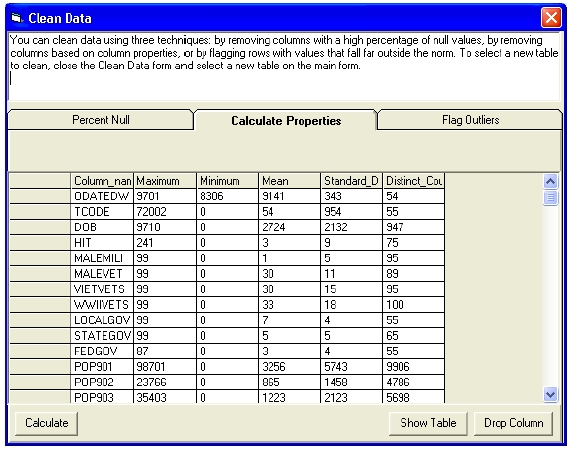 Clean Data
You can clean data using three techniques: by removing columns with a high percentage of null values, by removing
columns based on column properties, or by flagging rows with values that fall far outside the norm. To select a new table
to clean, close the Clean Data form and select a new table on the main form.
Percent Null Calculate Properties Flag Outliers
Column_nan Maximum Minimum Mean Standard_D Distinct_Cou
ODATEDW 9701 8306 9141 343 54
TCODE 72002 0 54 954 55
DOB 9710 0 2724 2132 947
HIT 241 0 3 9 75
MALEMILI 99 0 1 5 95
MALEVET 99 0 30 11 89
VIETVETS 99 0 30 15 95
WWIIVETS 99 0 33 18 100
LOCALGOV 99 0 7 4 55
STATEGOV 99 0 5 5 65
FEDGOV 87 0 3 4 55
POP901 98701 0 3256 5743 9906
POP902 23766 0 865 1458 4786
POP903 35403 0 1223 2123 5698
Calculate Show Table Drop Column